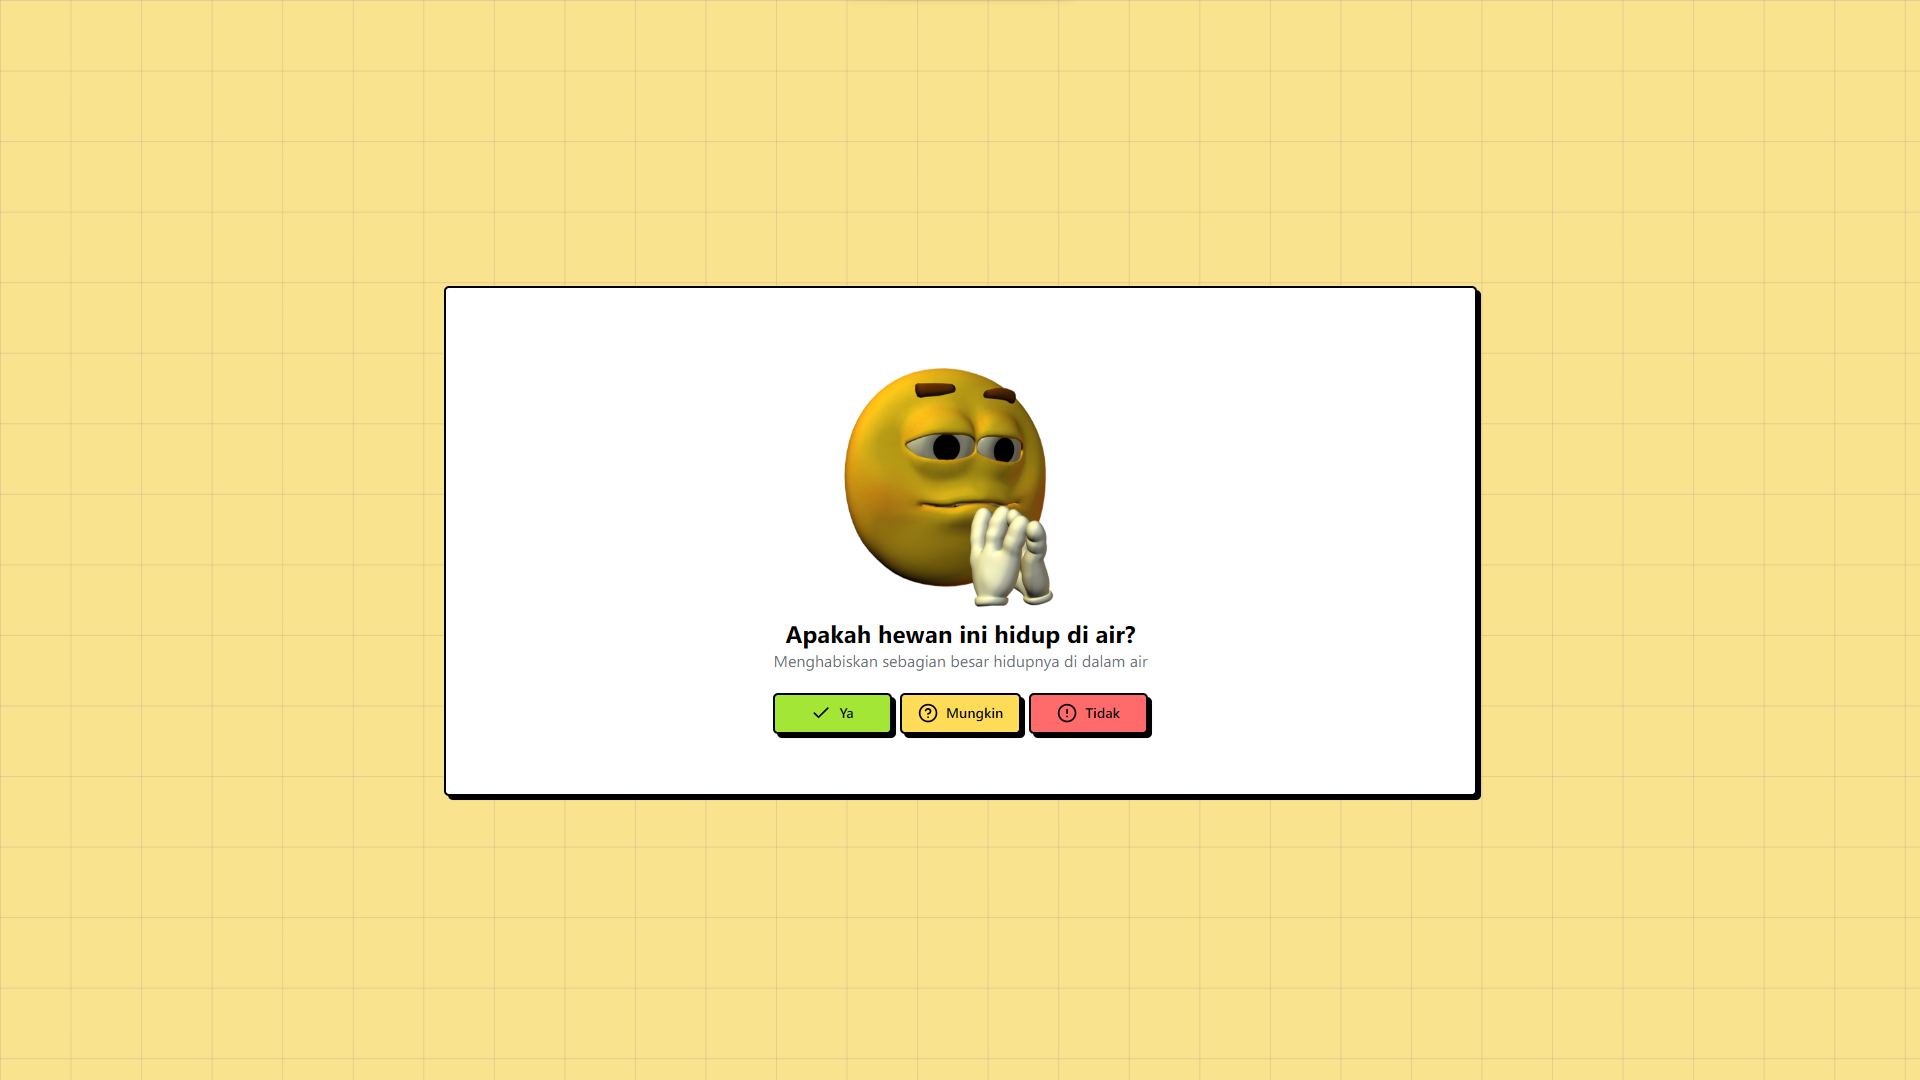 Apakah hewan ini hidup di air?
Menghabiskan sebagian besar hidupnya di dalam air
Ya
Mungkin
Tidak